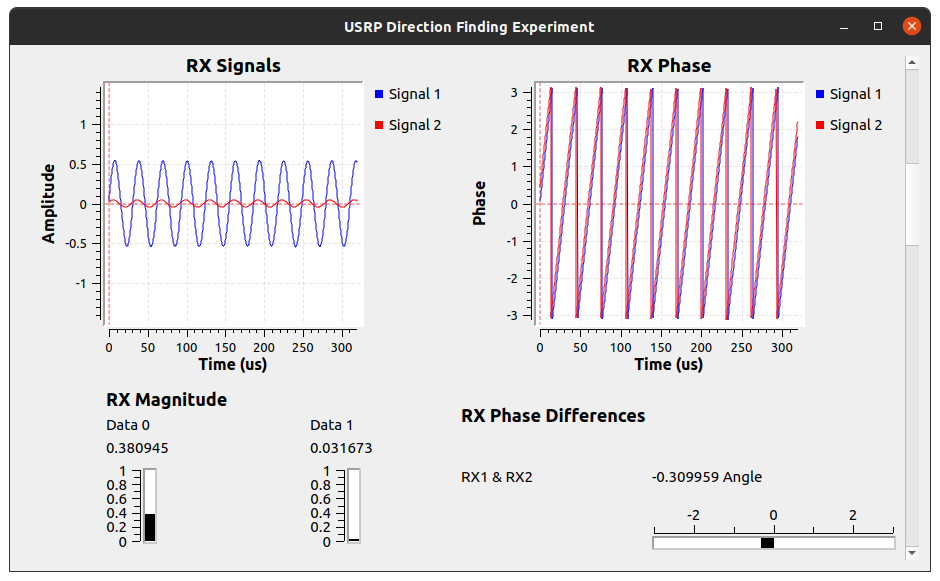 USRP Direction Finding Experiment
RX Signals
Amplitude
1
0.5
0
-0.5
-1
0 50 100 150 200 250 300
Time (us)
Signal 1
Signal 2
RX Phase
Phase
3
2
1
0
-1
-2
-3
0 50 100 150 200 250 300
Time (us)
Signal 1
Signal 2
RX Magnitude
Data 0
0.380945
1
0.8
0.6
0.4
0.2
0
Data 1
0.031673
1
0.8
0.6
0.4
0.2
0
RX Phase Differences
RX1 & RX2
-0.309959 Angle
-2 0 2